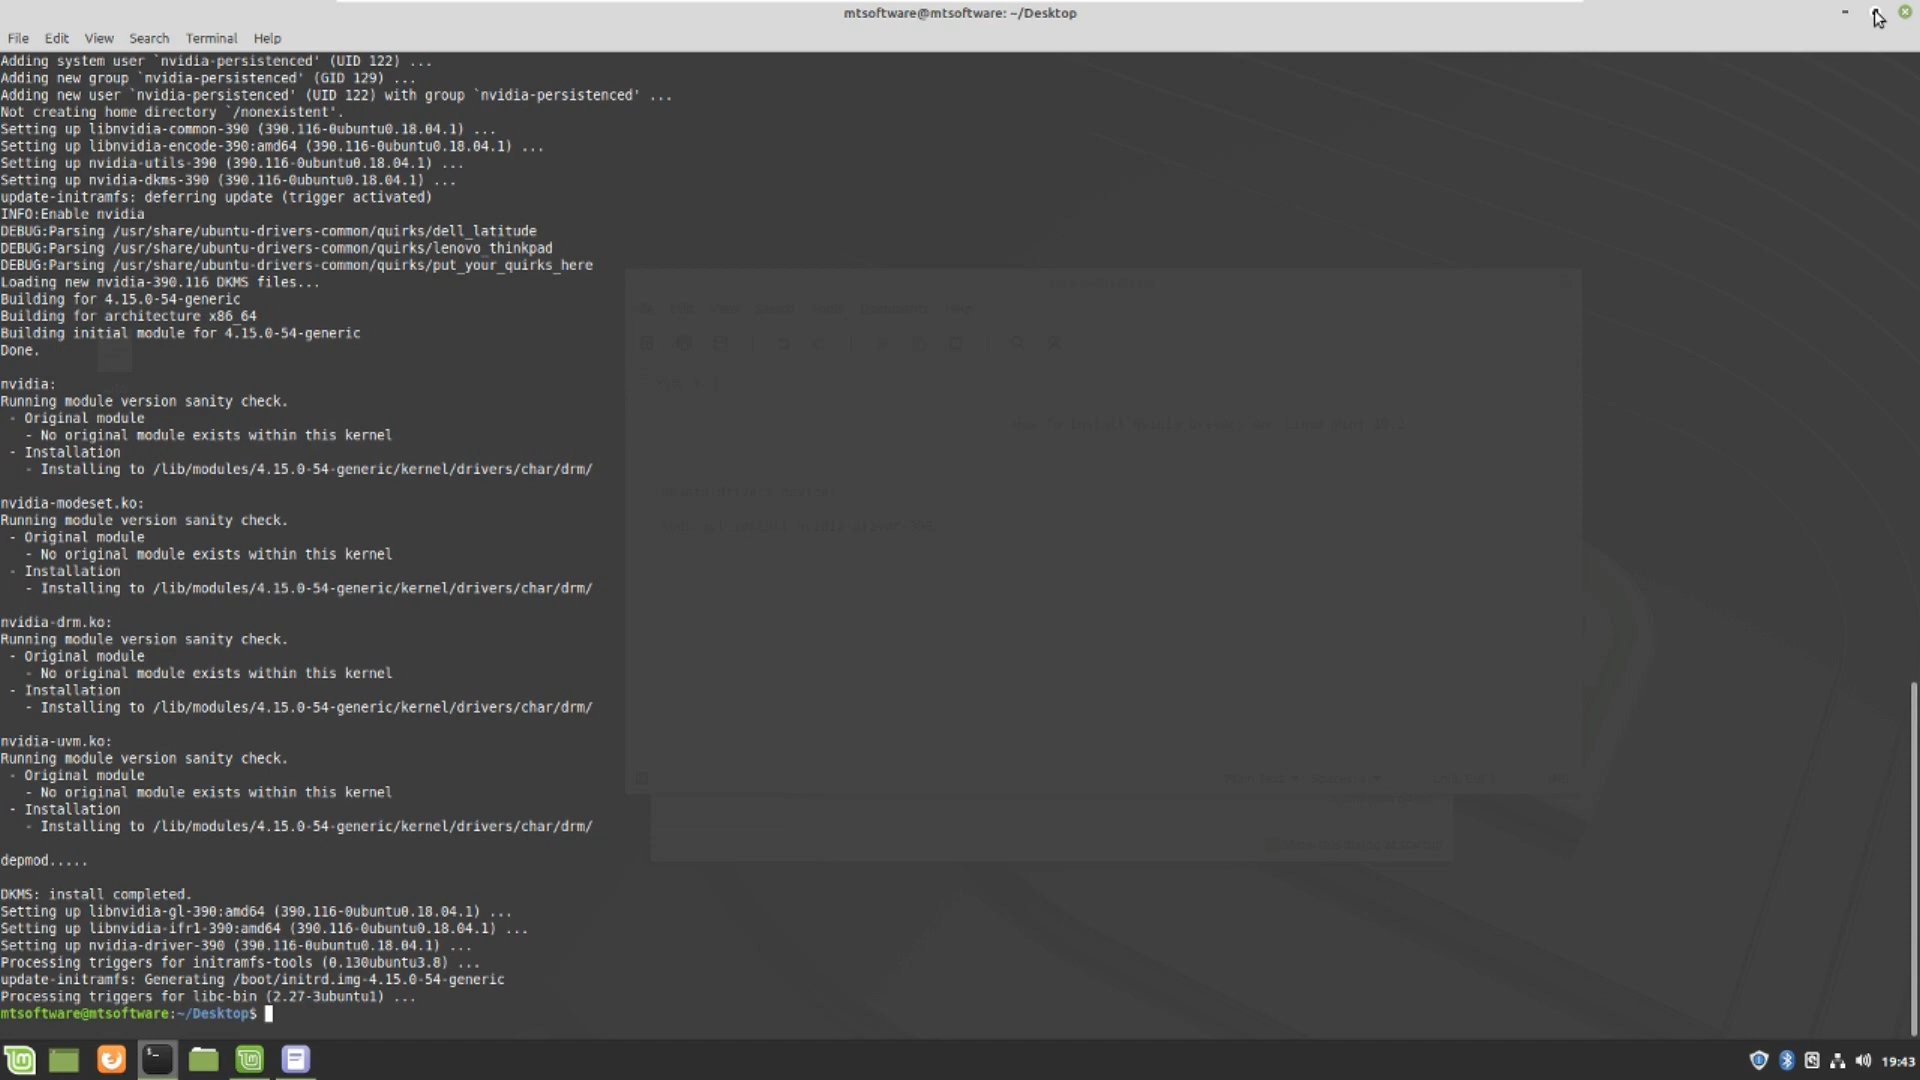 mtsoftware@mtsoftware: ~/Desktop
File Edit View Search Terminal Help
Adding system user `nvidia-persistenced' (UID 122) ...
Adding new group `nvidia-persistenced' (GID 129) ...
Adding new user `nvidia-persistenced' (UID 122) with group `nvidia-persistenced' ...
Not creating home directory `/nonexistent'.
Setting up libnvidia-common-390 (390.116-0ubuntu0.18.04.1) ...
Setting up libnvidia-encode-390:amd64 (390.116-0ubuntu0.18.04.1) ...
Setting up nvidia-utils-390 (390.116-0ubuntu0.18.04.1) ...
Setting up nvidia-dkms-390 (390.116-0ubuntu0.18.04.1) ...
update-initramfs: deferring update (trigger activated)
INFO:Enable nvidia
DEBUG:Parsing /usr/share/ubuntu-drivers-common/quirks/dell_latitude
DEBUG:Parsing /usr/share/ubuntu-drivers-common/quirks/lenovo_thinkpad
DEBUG:Parsing /usr/share/ubuntu-drivers-common/quirks/put_your_quirks_here
Loading new nvidia-390.116 DKMS files...
Building for 4.15.0-54-generic
Building for architecture x86_64
Building initial module for 4.15.0-54-generic
Done.
nvidia:
Running module version sanity check.
- Original module
- No original module exists within this kernel
- Installation
- Installing to /lib/modules/4.15.0-54-generic/kernel/drivers/char/drm/
nvidia-modeset.ko:
Running module version sanity check.
- Original module
- No original module exists within this kernel
- Installation
- Installing to /lib/modules/4.15.0-54-generic/kernel/drivers/char/drm/
nvidia-drm.ko:
Running module version sanity check.
- Original module
- No original module exists within this kernel
- Installation
- Installing to /lib/modules/4.15.0-54-generic/kernel/drivers/char/drm/
nvidia-uvm.ko:
Running module version sanity check.
- Original module
- No original module exists within this kernel
- Installation
- Installing to /lib/modules/4.15.0-54-generic/kernel/drivers/char/drm/
depmod.....
DKMS: install completed.
Setting up libnvidia-gl-390:amd64 (390.116-0ubuntu0.18.04.1) ...
Setting up libnvidia-ifr1-390:amd64 (390.116-0ubuntu0.18.04.1) ...
Setting up nvidia-driver-390 (390.116-0ubuntu0.18.04.1) ...
Processing triggers for initramfs-tools (0.130ubuntu3.8) ...
update-initramfs: Generating /boot/initrd.img-4.15.0-54-generic
Processing triggers for libc-bin (2.27-3ubuntu1) ...
mtsoftware@mtsoftware:~/Desktop$
19:43